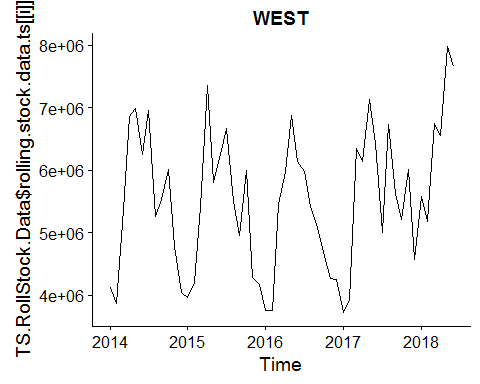 WEST
TS.RollStock.Data$rolling.stock.data.ts[[i]]
8e+06
7e+06
6e+06
5e+06
4e+06
2014 2015 2016 2017 2018
Time